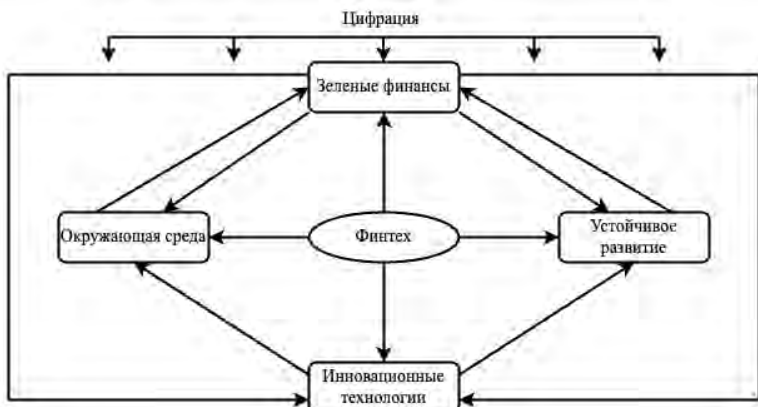 Цифрация
Зеленые финансы
Окружающая среда
Финтех
Устойчивое
развитие
Инновационные
технологии